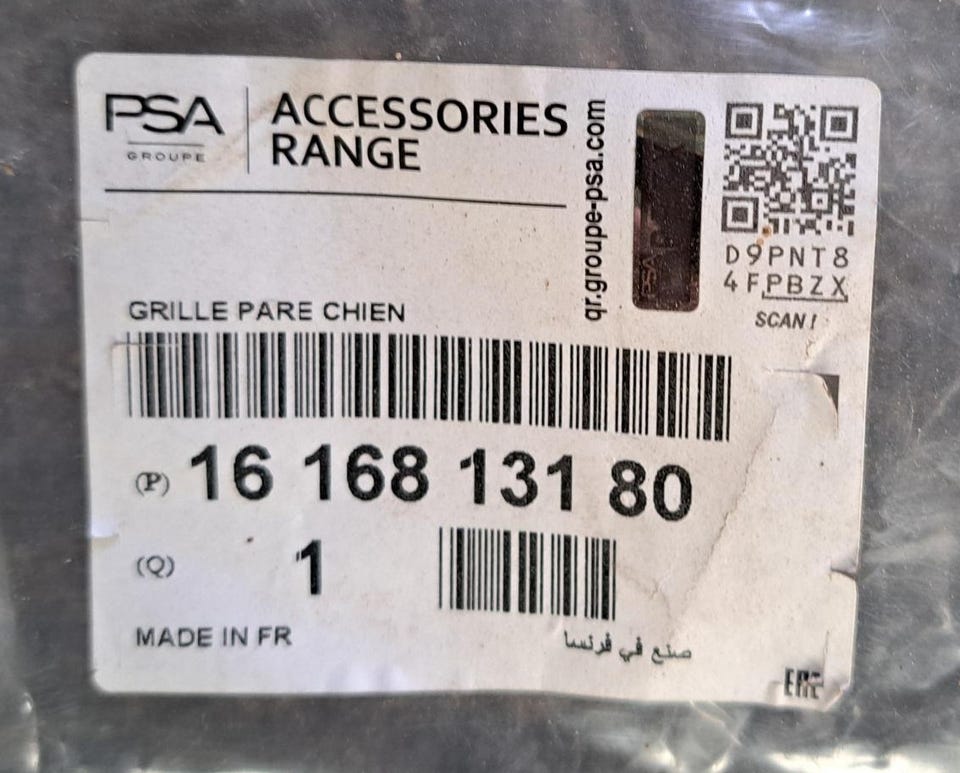 PSA
GROUPE
ACCESSORIES
RANGE
qr.groupe-psa.com
PSA
D9PNT8
4FPBZX
SCAN!
GRILLE PARE CHIEN
(P) 16 168 131 80
(Q) 1
MADE IN FR
صنع في فرنسا
EAC